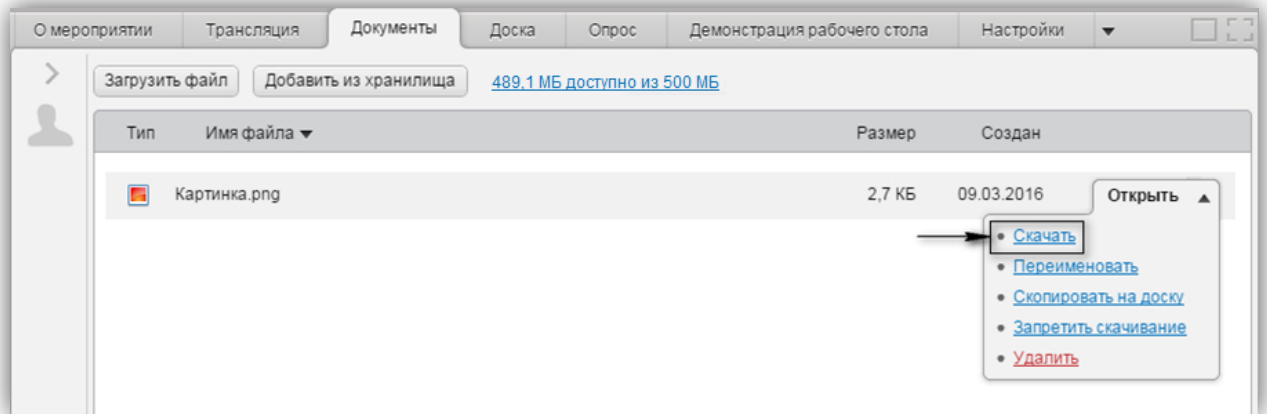 О мероприятии Трансляция Документы Доска Опрос Демонстрация рабочего стола Настройки
Загрузить файл Добавить из хранилища 489,1 МБ доступно из 500 МБ
Тип Имя файла Размер Создан
Картинка.png 2,7 КБ 09.03.2016 Открыть
Скачать
Переименовать
Скопировать на доску
Запретить скачивание
Удалить